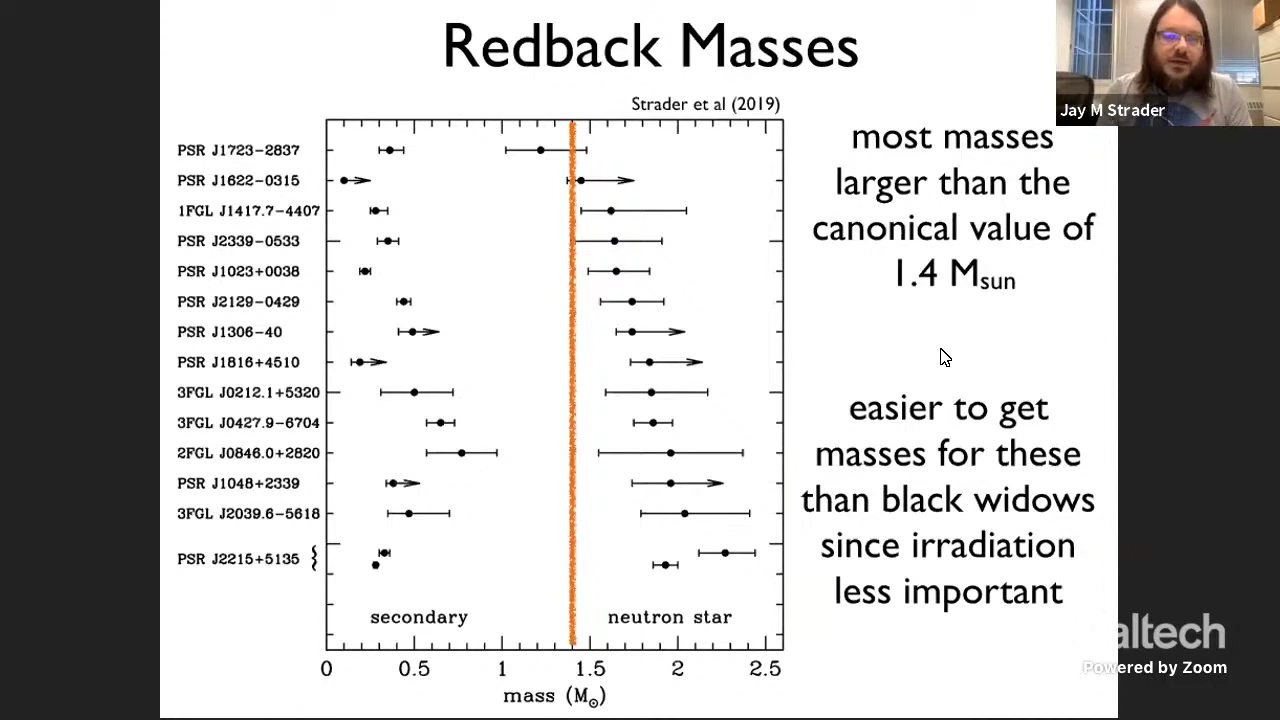 Redback Masses
Strader et al (2019)
Jay M Strader
PSR J1723-2837
PSR J1622-0315
1FGL J1417.7-4407
PSR J2339-0533
PSR J1023+0038
PSR J2129-0429
PSR J1306-40
PSR J1816+4510
3FGL J0212.1+5320
3FGL J0427.9-6704
2FGL J0846.0+2820
PSR J1048+2339
3FGL J2039.6-5618
PSR J2215+5135 {
secondary
neutron star
0 0.5 1 1.5 2 2.5
mass (M☉)
most masses
larger than the
canonical value of
1.4 Msun
easier to get
masses for these
than black widows
since irradiation
less important
altech
Powered by Zoom